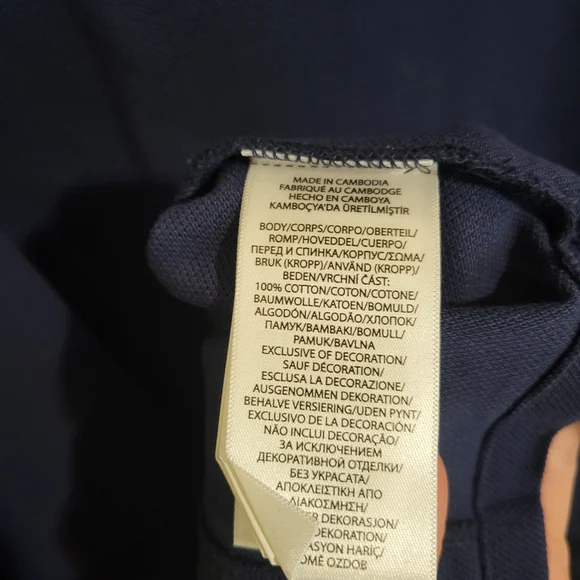 MADE IN CAMBODIA
FABRIQUÉ AU CAMBODGE
HECHO EN CAMBOYA
KAMBOÇYA'DA ÜRETİLMİŞTİR
BODY/CORPS/CORPO/OBERTEIL/
ROMP/HOVEDDEL/CUERPO/
ПЕРЕД И СПИНКА/КОРПУС/ΣΩΜΑ/
BRUK (KROPP)/ANVÄND (KROPP)/
BEDEN/VRCHNÍ ČÁST:
100% COTTON/COTON/COTONE/
BAUMWOLLE/KATOEN/BOMULD/
ALGODÓN/ALGODÃO/ХЛОПОК/
ПАМУК/ΒΑΜΒΑΚΙ/BOMULL/
PAMUK/BAVLNA
EXCLUSIVE OF DECORATION/
SAUF DÉCORATION/
ESCLUSA LA DECORAZIONE/
AUSGENOMMEN DEKORATION/
BEHALVE VERSIERING/UDEN PYNT/
EXCLUSIVO DE LA DECORACIÓN/
NÃO INCLUI DECORAÇÃO/
ЗА ИСКЛЮЧЕНИЕМ
ДЕКОРАТИВНОЙ ОТДЕЛКИ/
БЕЗ УКРАСАТА/
ΑΠΟΚΛΕΙΣΤΙΚΗ ΑΠΟ
ΔΙΑΚΟΣΜΗΣΗ/
DEKORASJON/
DEKORATION/
HARİÇ/
OZDOB